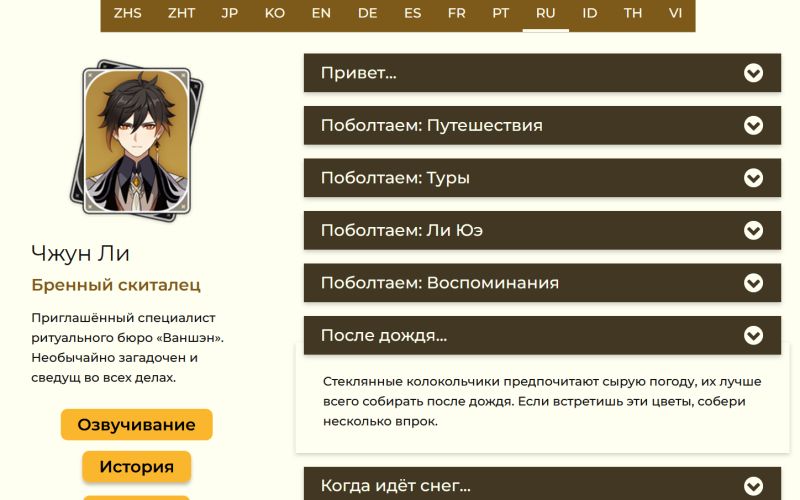 ZHS ZHT JP KO EN DE ES FR PT RU ID TH VI
Чжун Ли
Бренный скиталец
Приглашённый специалист
ритуального бюро «Ваншэн».
Необычайно загадочен и
сведущ во всех делах.
Озвучивание
История
Привет...
Поболтаем: Путешествия
Поболтаем: Туры
Поболтаем: Ли Юэ
Поболтаем: Воспоминания
После дождя...
Стеклянные колокольчики предпочитают сырую погоду, их лучше
всего собирать после дождя. Если встретишь эти цветы, собери
несколько впрок.
Когда идёт снег...